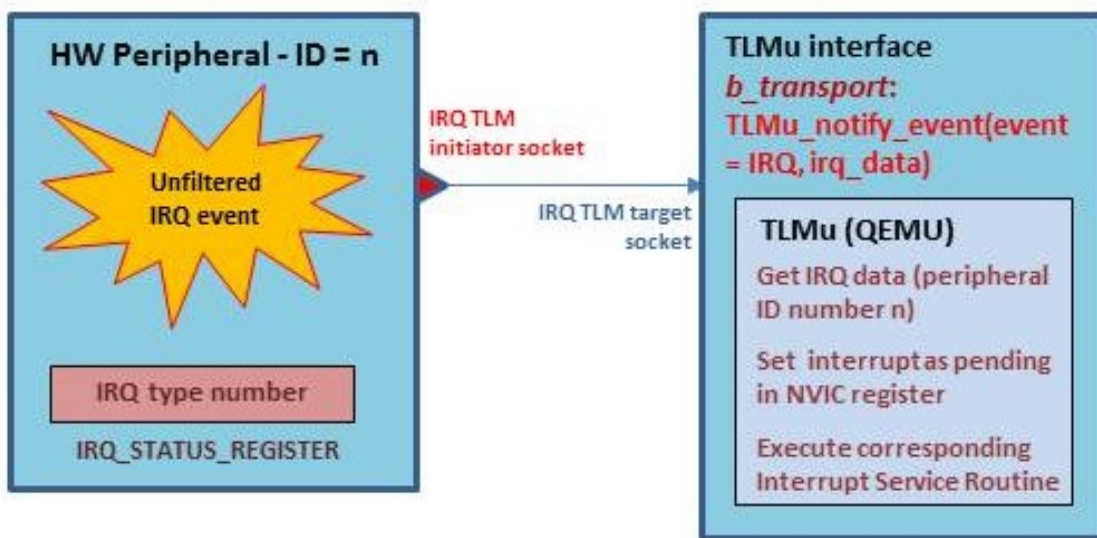 HW Peripheral - ID = n
Unfiltered
IRQ event
IRQ type number
IRQ_STATUS_REGISTER
IRQ TLM
initiator socket
IRQ TLM target
socket
TLMu interface
b_transport:
TLMu_notify_event(event
= IRQ, irq_data)
TLMu (QEMU)
Get IRQ data (peripheral
ID number n)
Set interrupt as pending
in NVIC register
Execute corresponding
Interrupt Service Routine